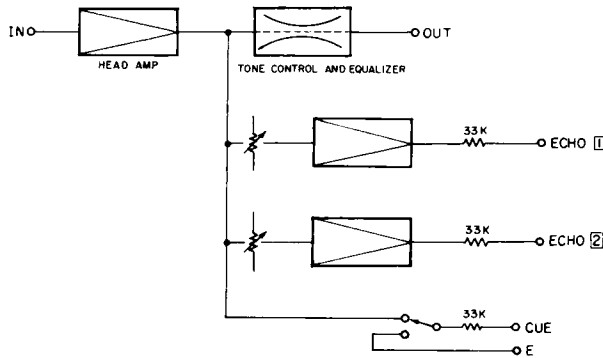 IN
OUT
HEAD AMP
TONE CONTROL AND EQUALIZER
33K
ECHO 1
33K
ECHO 2
33K
CUE
E